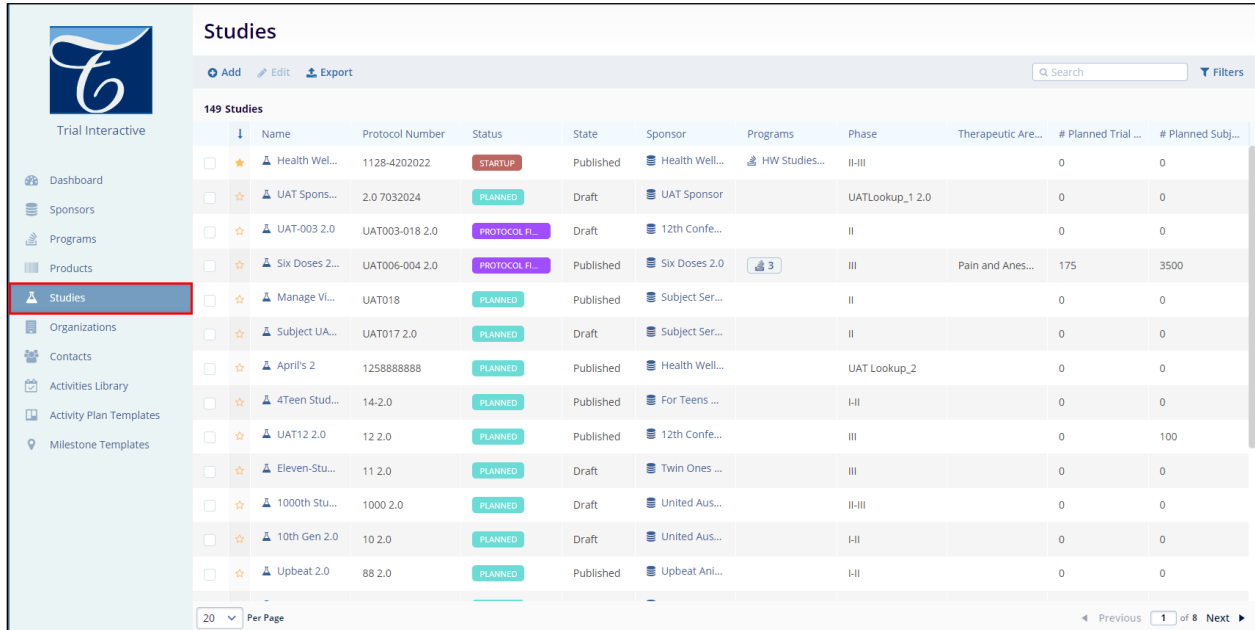 Studies
Add Edit Export Search Filters
149 Studies
Trial Interactive
Name Protocol Number Status State Sponsor Programs Phase Therapeutic Are... # Planned Trial ... # Planned Subj...
Health Wel... 1128-4202022 STARTUP Published Health Well... HW Studies... II-III 0 0
UAT Spons... 2.0 7032024 PLANNED Draft UAT Sponsor UATLookup_1 2.0 0 0
UAT-003 2.0 UAT003-018 2.0 PROTOCOL FI... Draft 12th Confe... II 0 0
Six Doses 2... UAT006-004 2.0 PROTOCOL FI... Published Six Doses 2.0 3 III Pain and Anes... 175 3500
Manage Vi... UAT018 PLANNED Published Subject Ser... II 0 0
Subject UA... UAT017 2.0 PLANNED Draft Subject Ser... II 0 0
April's 2 1258888888 PLANNED Published Health Well... UAT Lookup_2 0 0
4Teen Stud... 14-2.0 PLANNED Published For Teens ... I-II 0 0
UAT12 2.0 12 2.0 PLANNED Published 12th Confe... III 0 100
Eleven-Stu... 11 2.0 PLANNED Draft Twin Ones ... III 0 0
1000th Stu... 1000 2.0 PLANNED Draft United Aus... II-III 0 0
10th Gen 2.0 10 2.0 PLANNED Draft United Aus... I-II 0 0
Upbeat 2.0 88 2.0 PLANNED Published Upbeat Ani... I-II 0 0
Dashboard
Sponsors
Programs
Products
Studies
Organizations
Contacts
Activities Library
Activity Plan Templates
Milestone Templates
20 Per Page Previous 1 of 8 Next